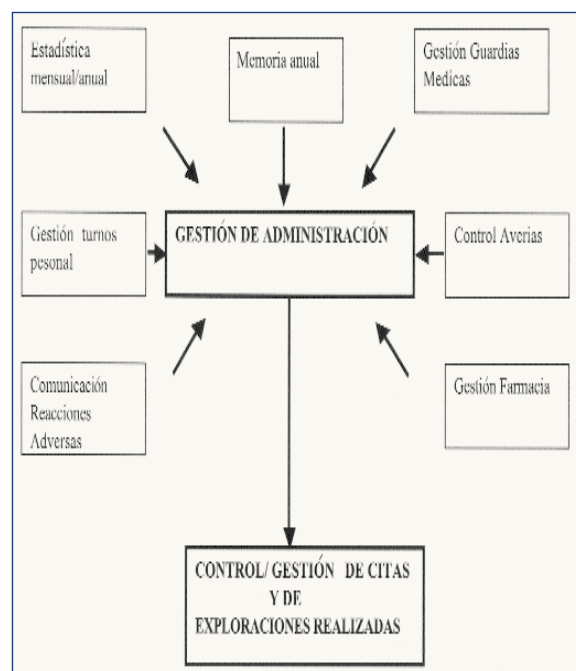 Estadística
mensual/anual
Memoria anual
Gestión Guardias
Medicas
Gestión turnos
pesonal
GESTIÓN DE ADMINISTRACIÓN
Control Averias
Comunicación
Reacciones
Adversas
Gestión Farmacia
CONTROL/ GESTIÓN DE CITAS
Y DE
EXPLORACIONES REALIZADAS